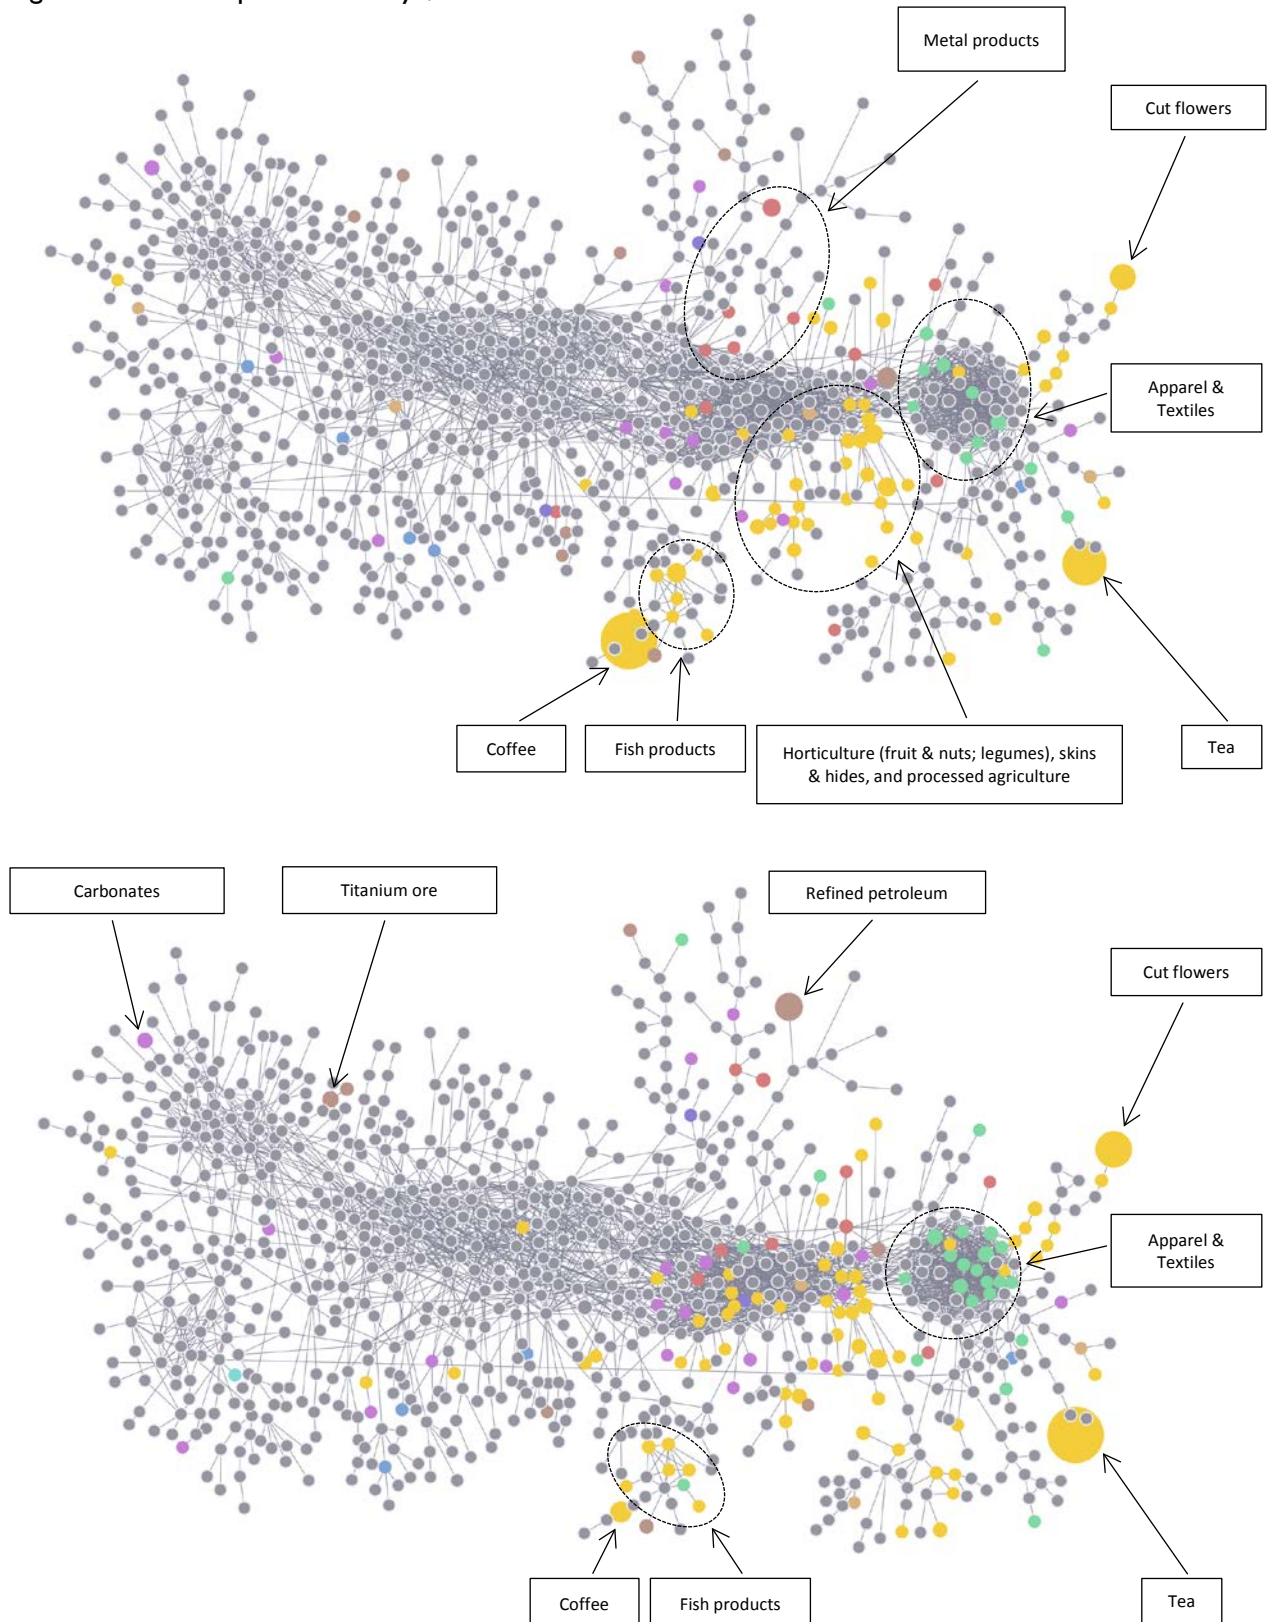 Metal products
Cut flowers
Apparel &
Textiles
Coffee
Fish products
Horticulture (fruit & nuts; legumes), skins
& hides, and processed agriculture
Tea
Carbonates
Titanium ore
Refined petroleum
Cut flowers
Apparel &
Textiles
Coffee
Fish products
Tea